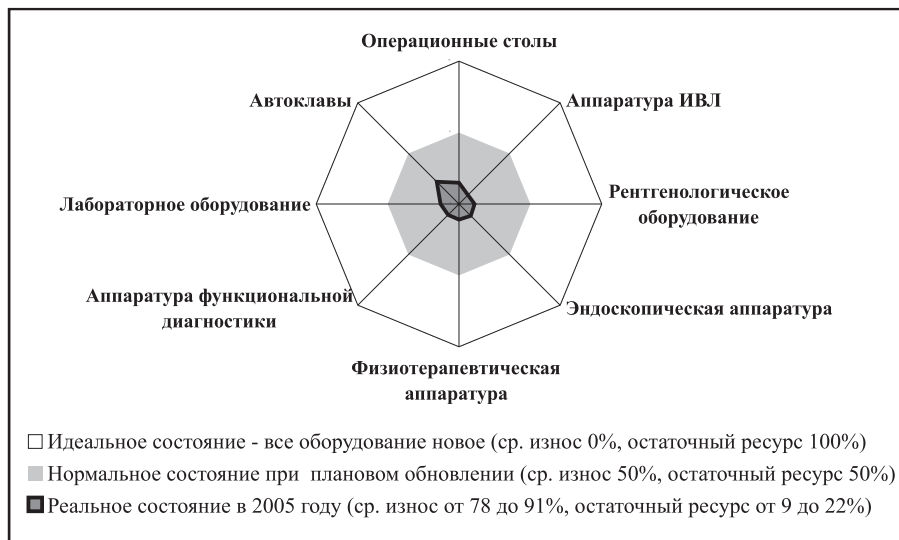 Операционные столы
Автоклавы
Аппаратура ИВЛ
Лабораторное оборудование
Рентгенологическое
оборудование
Аппаратура функциональной
диагностики
Эндоскопическая аппаратура
Физиотерапевтическая
аппаратура
Идеальное состояние - все оборудование новое (ср. износ 0%, остаточный ресурс 100%)
Нормальное состояние при плановом обновлении (ср. износ 50%, остаточный ресурс 50%)
Реальное состояние в 2005 году (ср. износ от 78 до 91%, остаточный ресурс от 9 до 22%)